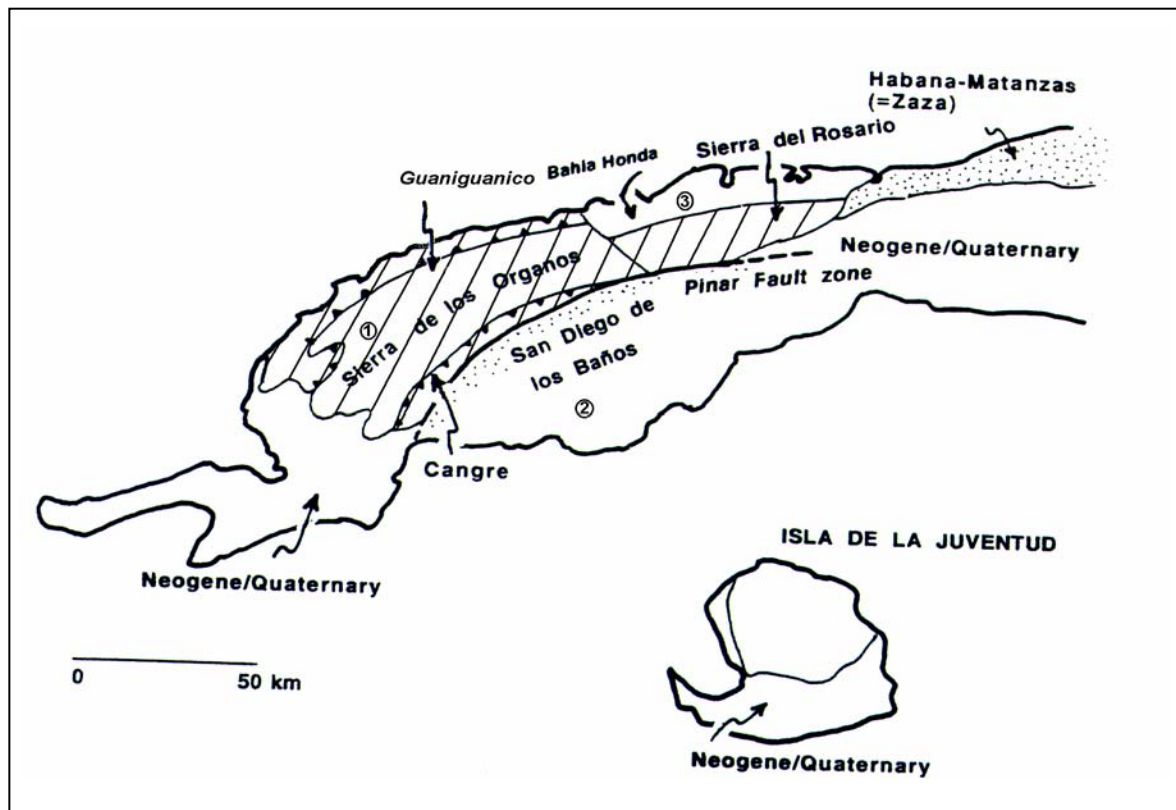 Habana-Matanzas
(=Zaza)
Sierra del Rosario
Bahia Honda
Guaniguanico
③
Neogene/Quaternary
Pinar Fault zone
Sierra de los Organos
①
San Diego de
los Baños
②
Cangre
Neogene/Quaternary
ISLA DE LA JUVENTUD
0 50 km
Neogene/Quaternary